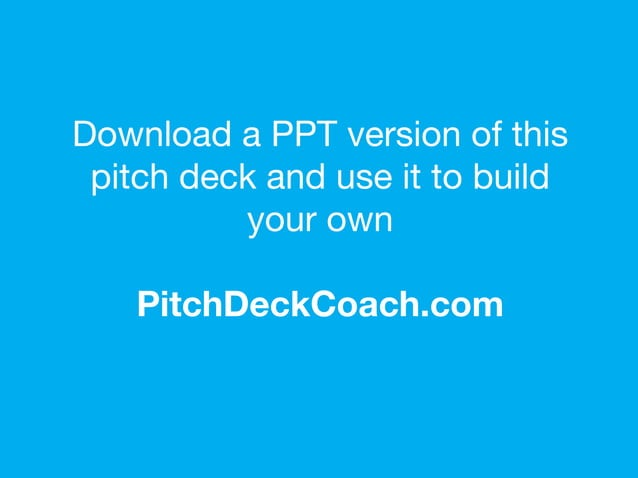 Download a PPT version of this
pitch deck and use it to build
your own
PitchDeckCoach.com